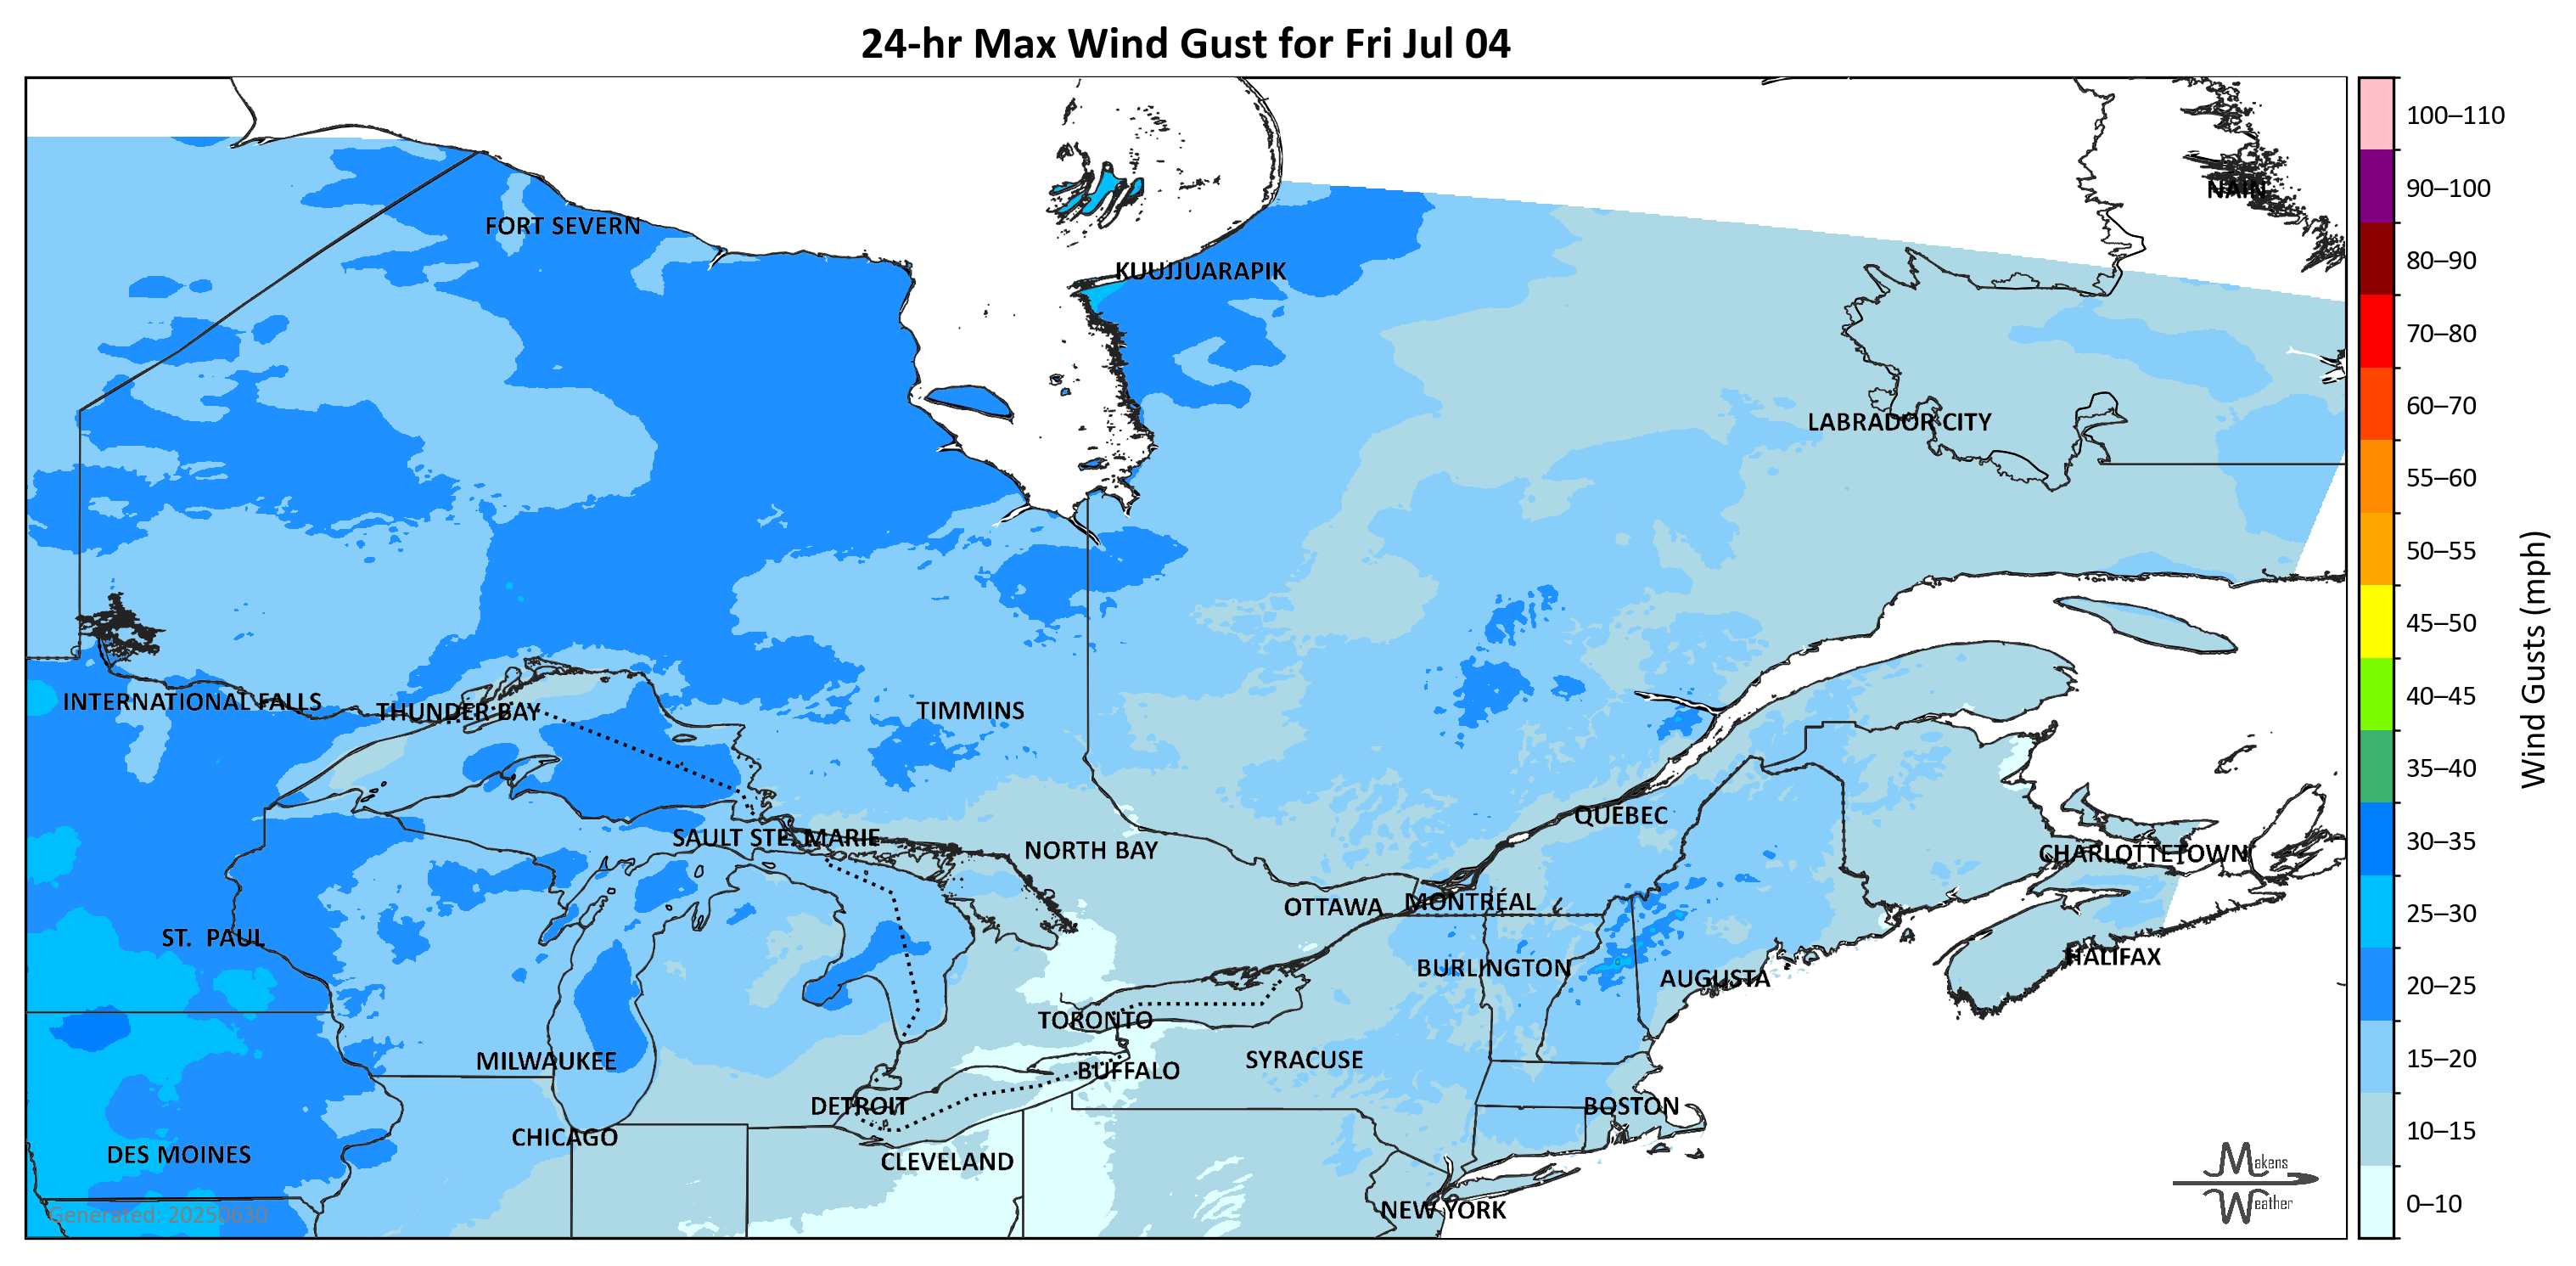 24-hr Max Wind Gust for Fri Jul 04
100–110
90–100
80–90
70–80
60–70
55–60
50–55
45–50
40–45
35–40
30–35
25–30
20–25
15–20
10–15
0–10
Wind Gusts (mph)
NAIN
FORT SEVERN
KUUJJUARAPIK
LABRADOR CITY
INTERNATIONAL FALLS
THUNDER BAY
TIMMINS
QUÉBEC
SAULT STE. MARIE
NORTH BAY
CHARLOTTETOWN
OTTAWA
MONTRÉAL
ST. PAUL
HALIFAX
BURLINGTON
AUGUSTA
TORONTO
MILWAUKEE
SYRACUSE
BUFFALO
DETROIT
BOSTON
CHICAGO
DES MOINES
CLEVELAND
NEW YORK
Generated: 20250630
Makens
Weather